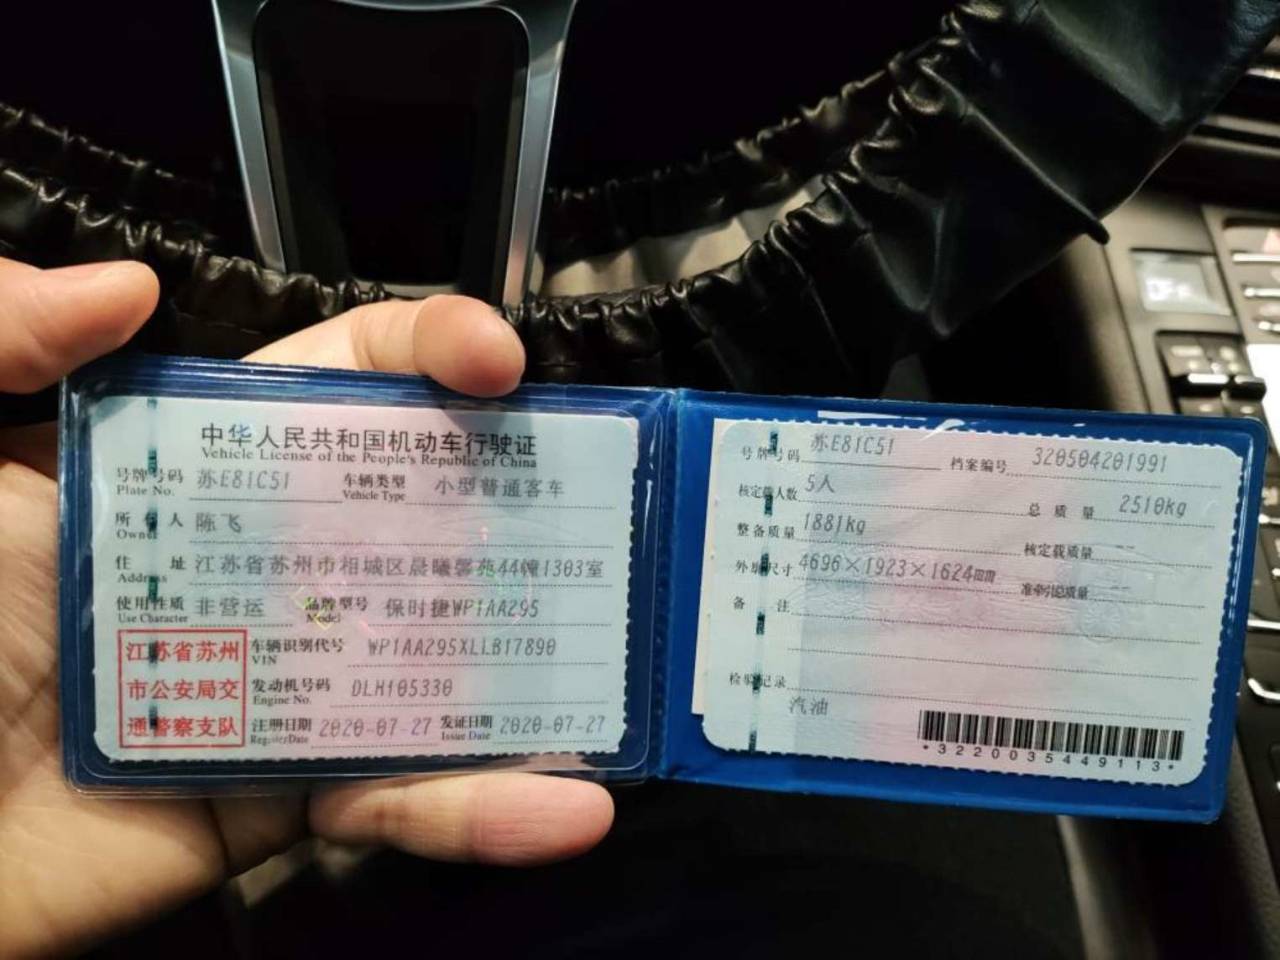 中华人民共和国机动车行驶证
Vehicle License of the People's Republic of China
号牌号码 苏E81C51 车辆类型 小型普通客车
Plate No. Vehicle Type
所有人 陈飞
Owner
住址 江苏省苏州市相城区晨曦馨苑44幢1303室
Address
使用性质 非营运 品牌型号 保时捷WP1AA295
Use Character Model
江苏省苏州
市公安局交
通警察支队
车辆识别代号 WP1AA295XLLB17890
VIN
发动机号码 DLH105330
Engine No.
注册日期 2020-07-27 发证日期 2020-07-27
Register Date Issue Date
号牌号码 苏E81C51 档案编号 320504201991
核定载人数 5人 总质量 2510kg
整备质量 1881kg 核定载质量 --
外廓尺寸 4696×1923×1624mm 准牵引总质量 --
备注
检验记录
汽油
*3220035449113*